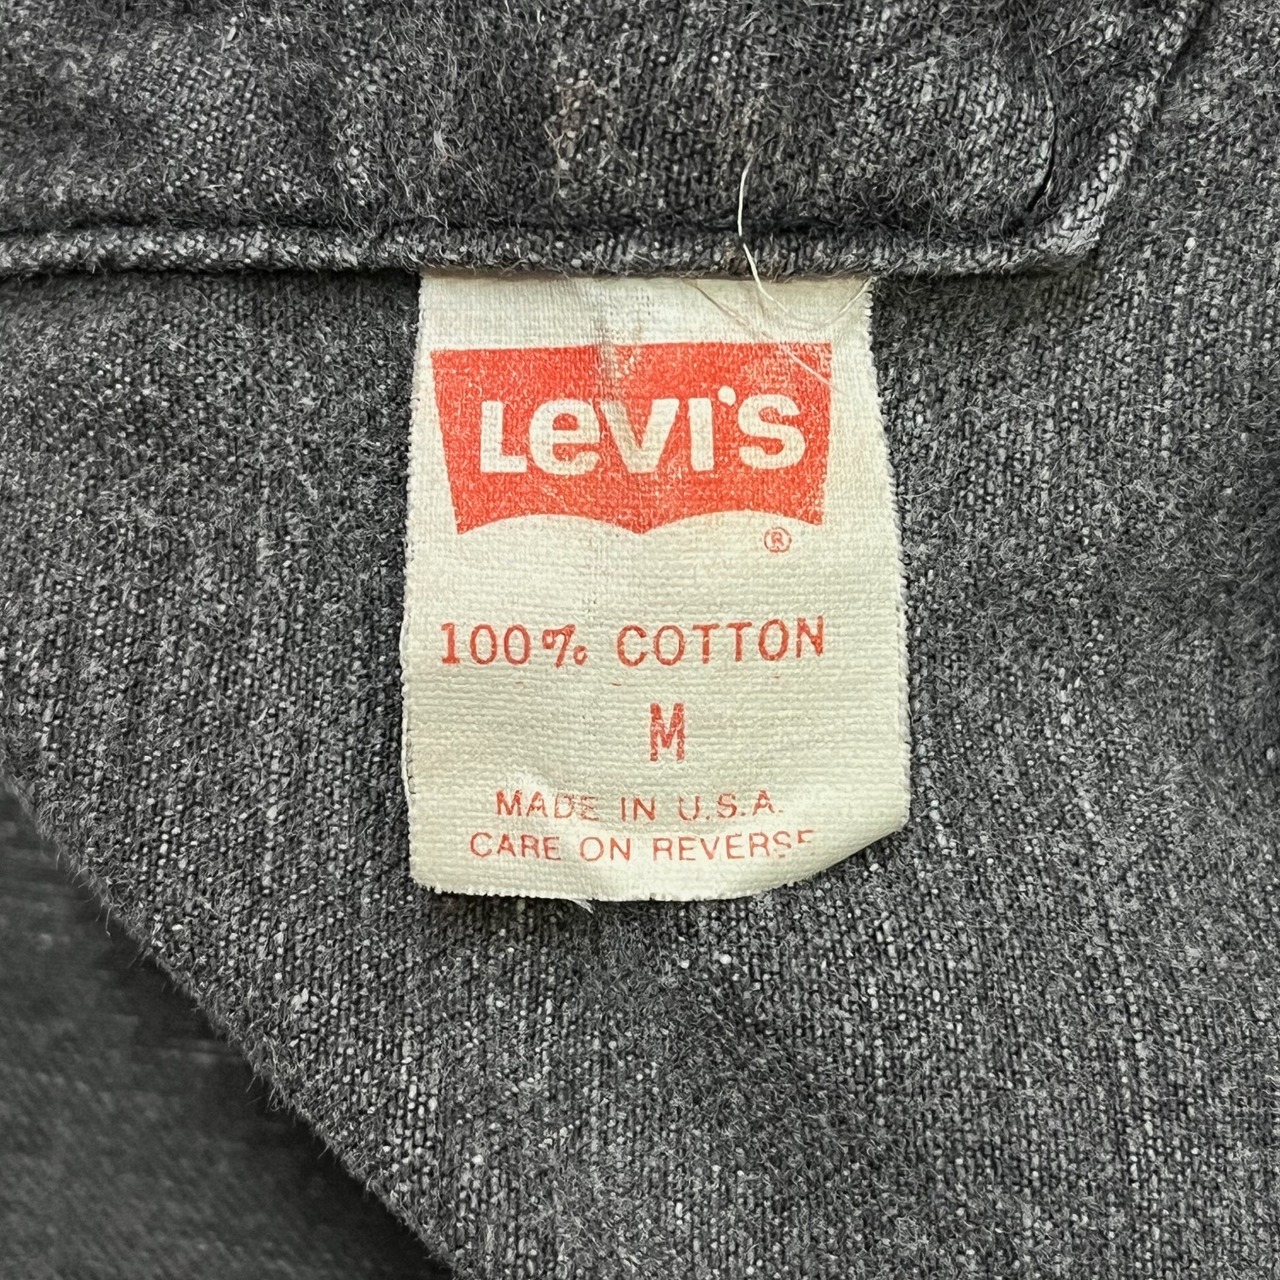 Levi's
®
100% COTTON
M
MADE IN U.S.A.
CARE ON REVERSE